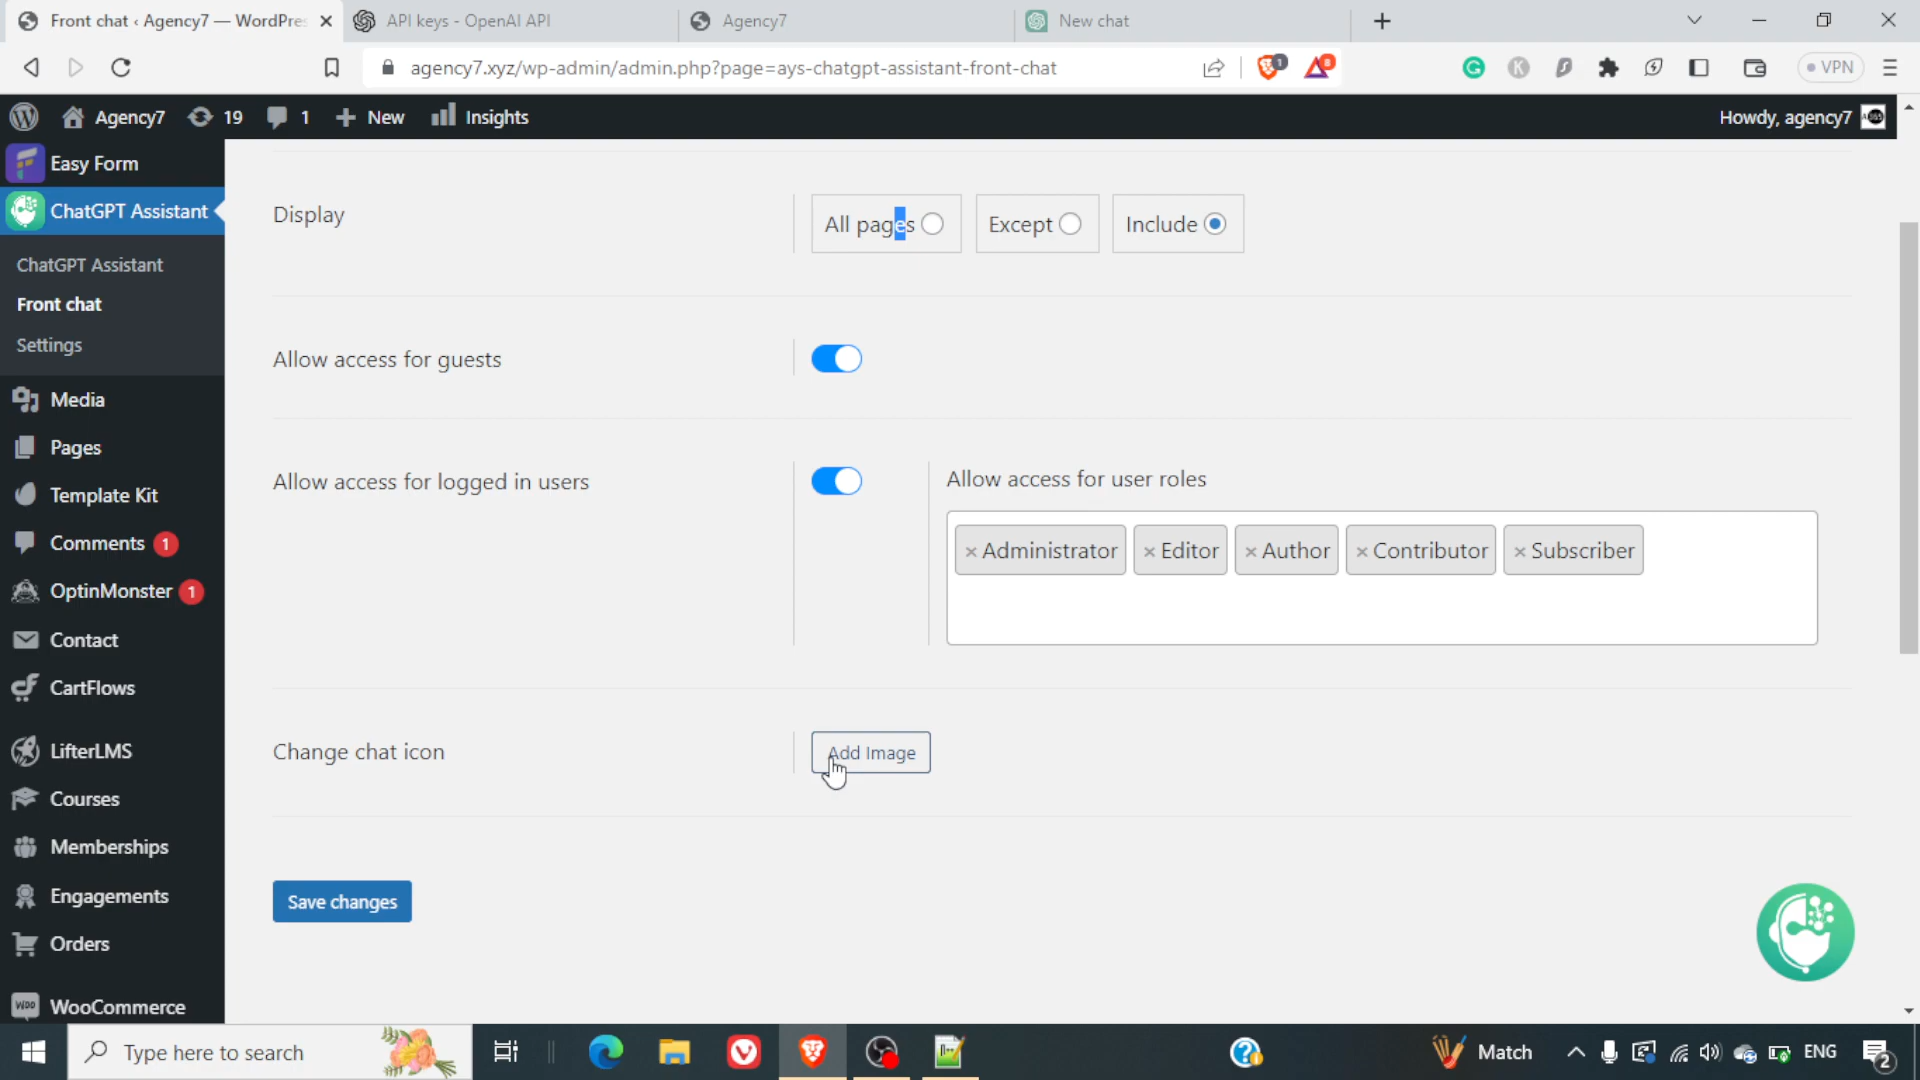 Front chat ‹ Agency7 — WordPre
API keys - OpenAI API
Agency7
New chat
agency7.xyz/wp-admin/admin.php?page=ays-chatgpt-assistant-front-chat
1
8
VPN
Agency7
19
1
New
Insights
Howdy, agency7
Easy Form
ChatGPT Assistant
ChatGPT Assistant
Front chat
Settings
Media
Pages
Template Kit
Comments 1
OptinMonster 1
Contact
CartFlows
LifterLMS
Courses
Memberships
Engagements
Orders
WooCommerce
Display
All pages
Except
Include
Allow access for guests
Allow access for logged in users
Allow access for user roles
× Administrator × Editor × Author × Contributor × Subscriber
Change chat icon
Add Image
Save changes
Type here to search
Match
ENG
2